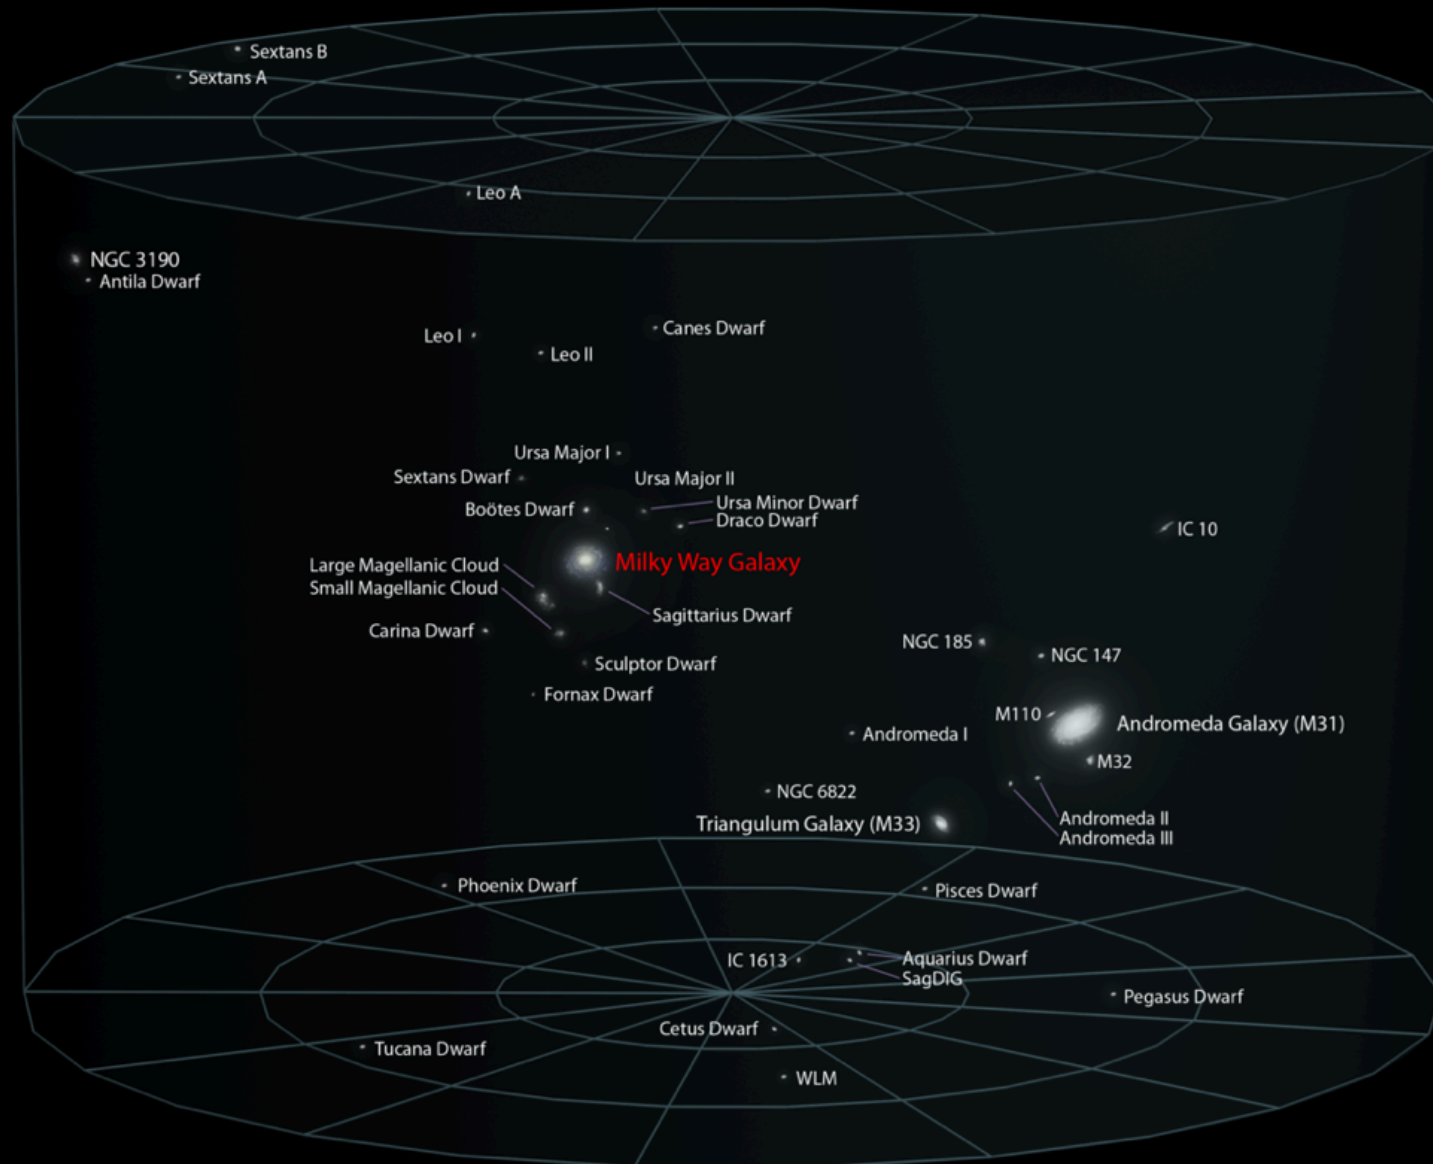 Sextans B
Sextans A
Leo A
NGC 3190
Antila Dwarf
Canes Dwarf
Leo I
Leo II
Ursa Major I
Sextans Dwarf
Ursa Major II
Ursa Minor Dwarf
Boötes Dwarf
Draco Dwarf
IC 10
Milky Way Galaxy
Large Magellanic Cloud
Small Magellanic Cloud
Sagittarius Dwarf
Carina Dwarf
NGC 185
NGC 147
Sculptor Dwarf
Fornax Dwarf
M110
Andromeda Galaxy (M31)
Andromeda I
M32
NGC 6822
Andromeda II
Triangulum Galaxy (M33)
Andromeda III
Phoenix Dwarf
Pisces Dwarf
IC 1613
Aquarius Dwarf
SagDIG
Pegasus Dwarf
Cetus Dwarf
Tucana Dwarf
WLM